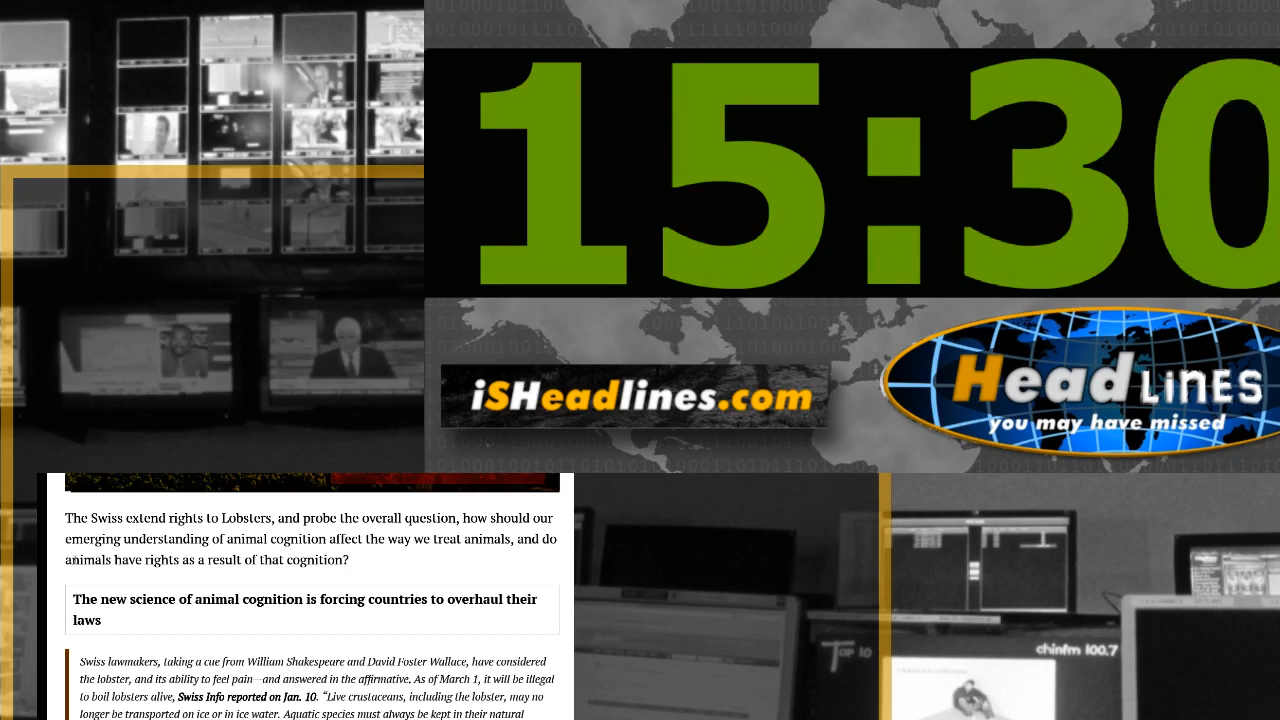 15:30
iSHeadlines.com
HeadLINES
you may have missed
The Swiss extend rights to Lobsters, and probe the overall question, how should our
emerging understanding of animal cognition affect the way we treat animals, and do
animals have rights as a result of that cognition?
The new science of animal cognition is forcing countries to overhaul their
laws
Swiss lawmakers, taking a cue from William Shakespeare and David Foster Wallace, have considered
the lobster, and its ability to feel pain—and answered in the affirmative. As of March 1, it will be illegal
to boil lobsters alive, Swiss Info reported on Jan. 10. “Live crustaceans, including the lobster, may no
longer be transported on ice or in ice water. Aquatic species must always be kept in their natural
Top 10
chinfm 100.7